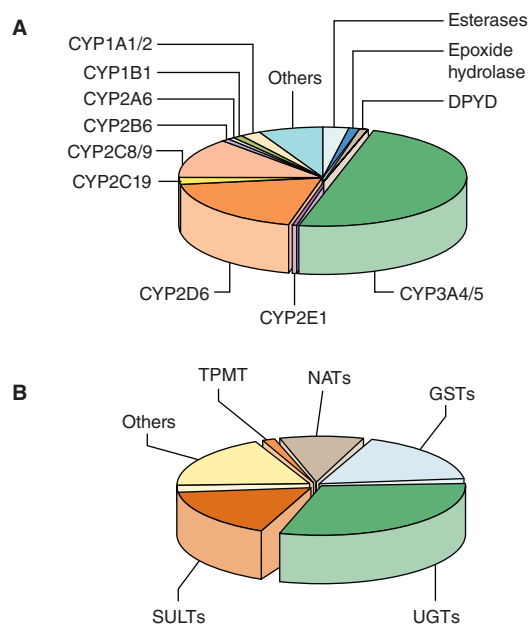 A
Esterases
CYP1A1/2
Epoxide
hydrolase
CYP1B1
Others
CYP2A6
DPYD
CYP2B6
CYP2C8/9
CYP2C19
CYP2D6
CYP3A4/5
CYP2E1
B
TPMT
NATs
GSTs
Others
SULTs
UGTs